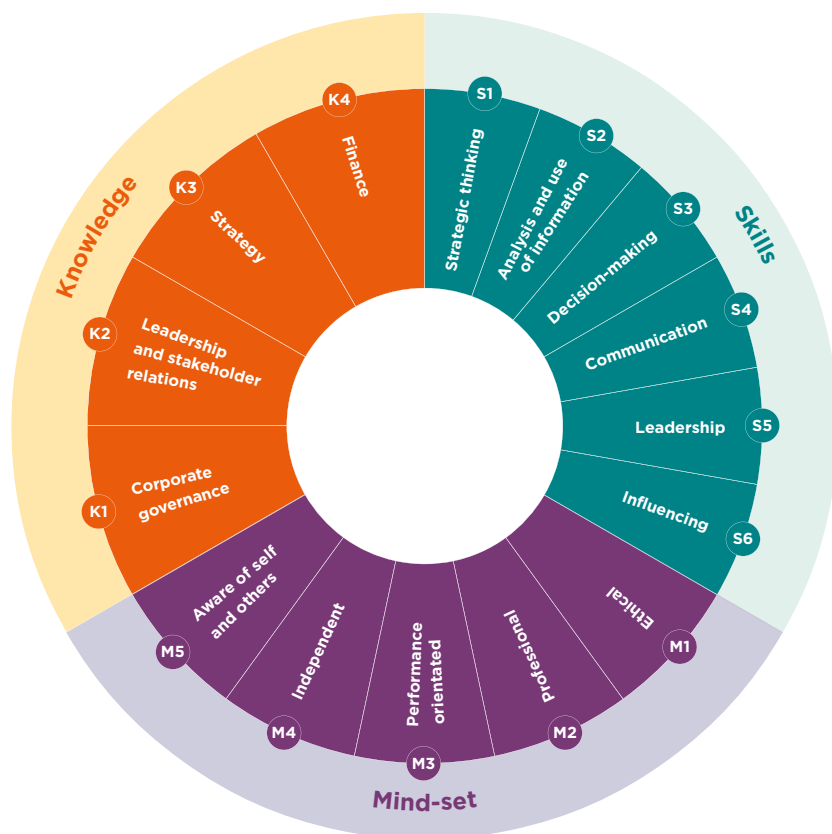 Knowledge
K1
Corporate
governance
K2
Leadership
and stakeholder
relations
K3
Strategy
K4
Finance
Skills
S1
Strategic thinking
S2
Analysis and use
of information
S3
Decision-making
S4
Communication
S5
Leadership
S6
Influencing
Mind-set
M1
Ethical
M2
Professional
M3
Performance
orientated
M4
Independent
M5
Aware of self
and others